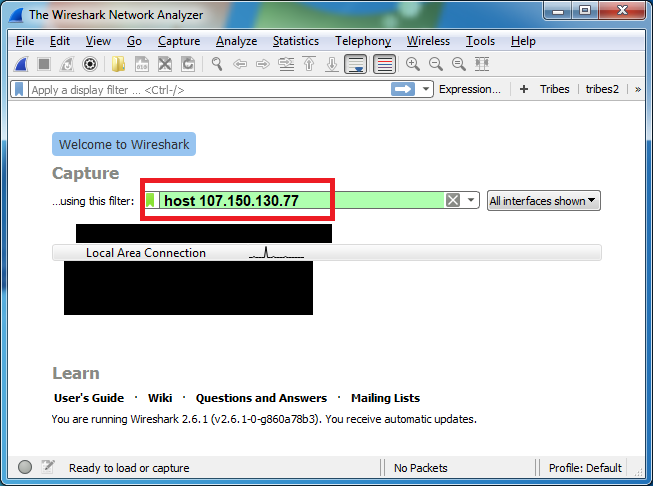 The Wireshark Network Analyzer
File Edit View Go Capture Analyze Statistics Telephony Wireless Tools Help
Apply a display filter ... <Ctrl-/> Expression... + Tribes tribes2 »
Welcome to Wireshark
Capture
...using this filter: host 107.150.130.77 All interfaces shown
Local Area Connection
Learn
User's Guide · Wiki · Questions and Answers · Mailing Lists
You are running Wireshark 2.6.1 (v2.6.1-0-g860a78b3). You receive automatic updates.
Ready to load or capture No Packets Profile: Default